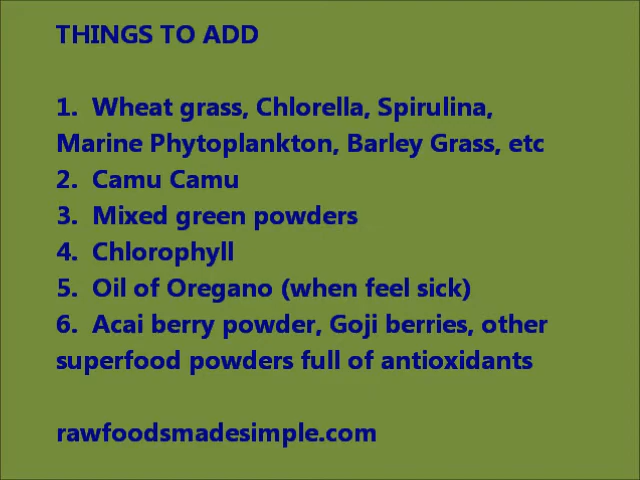 THINGS TO ADD
1. Wheat grass, Chlorella, Spirulina,
Marine Phytoplankton, Barley Grass, etc
2. Camu Camu
3. Mixed green powders
4. Chlorophyll
5. Oil of Oregano (when feel sick)
6. Acai berry powder, Goji berries, other
superfood powders full of antioxidants
rawfoodsmadesimple.com